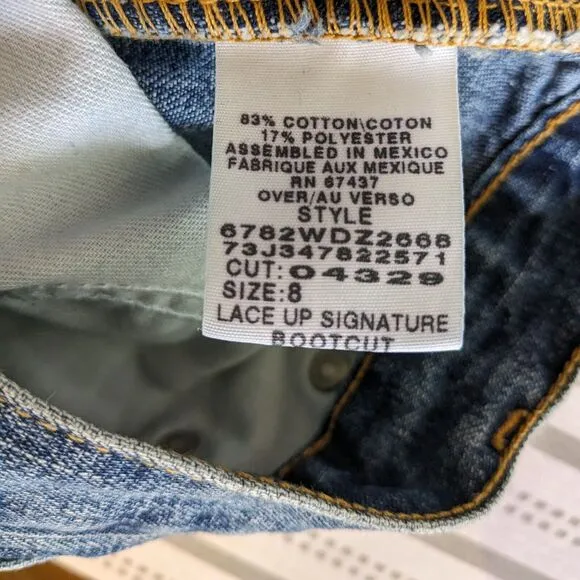 83% COTTON\COTON
17% POLYESTER
ASSEMBLED IN MEXICO
FABRIQUE AUX MEXIQUE
RN 67437
OVER/AU VERSO
STYLE
6782WDZ2668
73J347822571
CUT: 04329
SIZE:8
LACE UP SIGNATURE
BOOTCUT